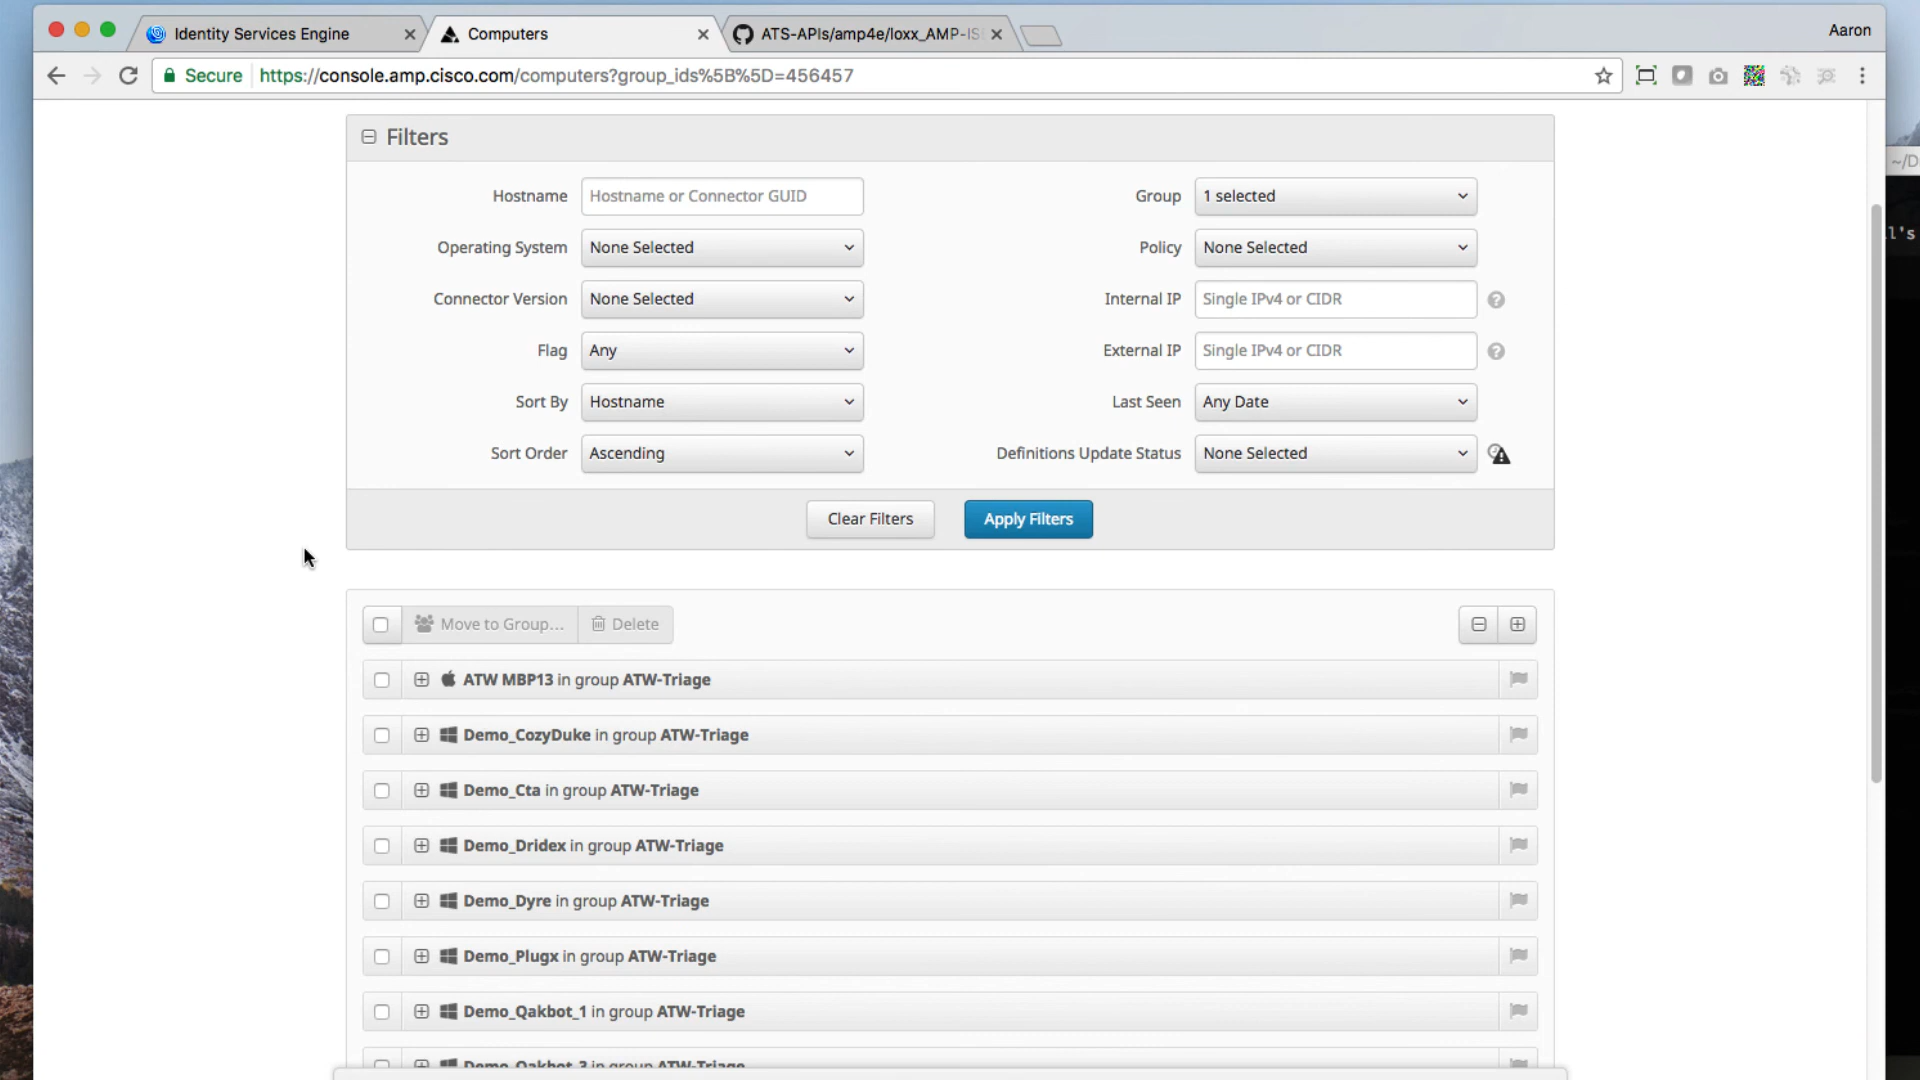 Identity Services Engine
Computers
ATS-APIs/amp4e/loxx_AMP-IS
Aaron
Secure https://console.amp.cisco.com/computers?group_ids%5B%5D=456457
~/D
Filters
Hostname Hostname or Connector GUID Group 1 selected
l's
Operating System None Selected Policy None Selected
Connector Version None Selected Internal IP Single IPv4 or CIDR
Flag Any External IP Single IPv4 or CIDR
Sort By Hostname Last Seen Any Date
Sort Order Ascending Definitions Update Status None Selected
Clear Filters Apply Filters
Move to Group... Delete
ATW MBP13 in group ATW-Triage
Demo_CozyDuke in group ATW-Triage
Demo_Cta in group ATW-Triage
Demo_Dridex in group ATW-Triage
Demo_Dyre in group ATW-Triage
Demo_Plugx in group ATW-Triage
Demo_Qakbot_1 in group ATW-Triage
Demo_Qakbot_3 in group ATW-Triage